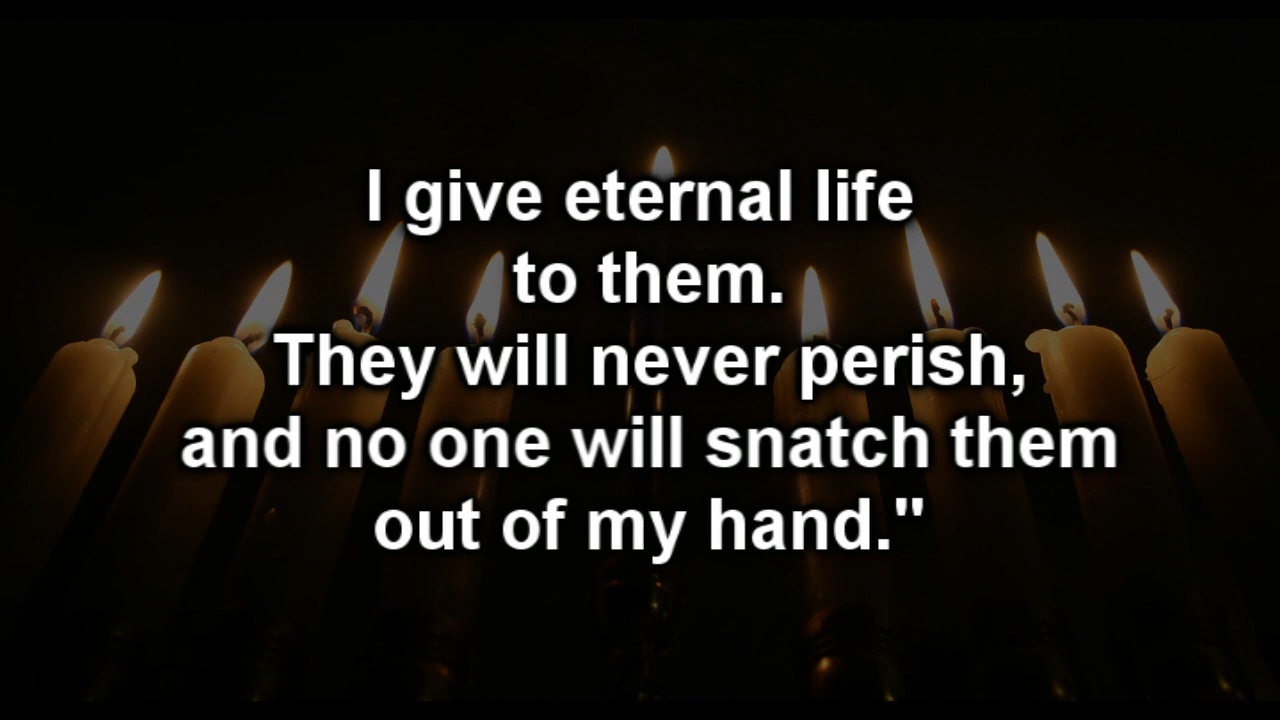 I give eternal life
to them.
They will never perish,
and no one will snatch them
out of my hand."